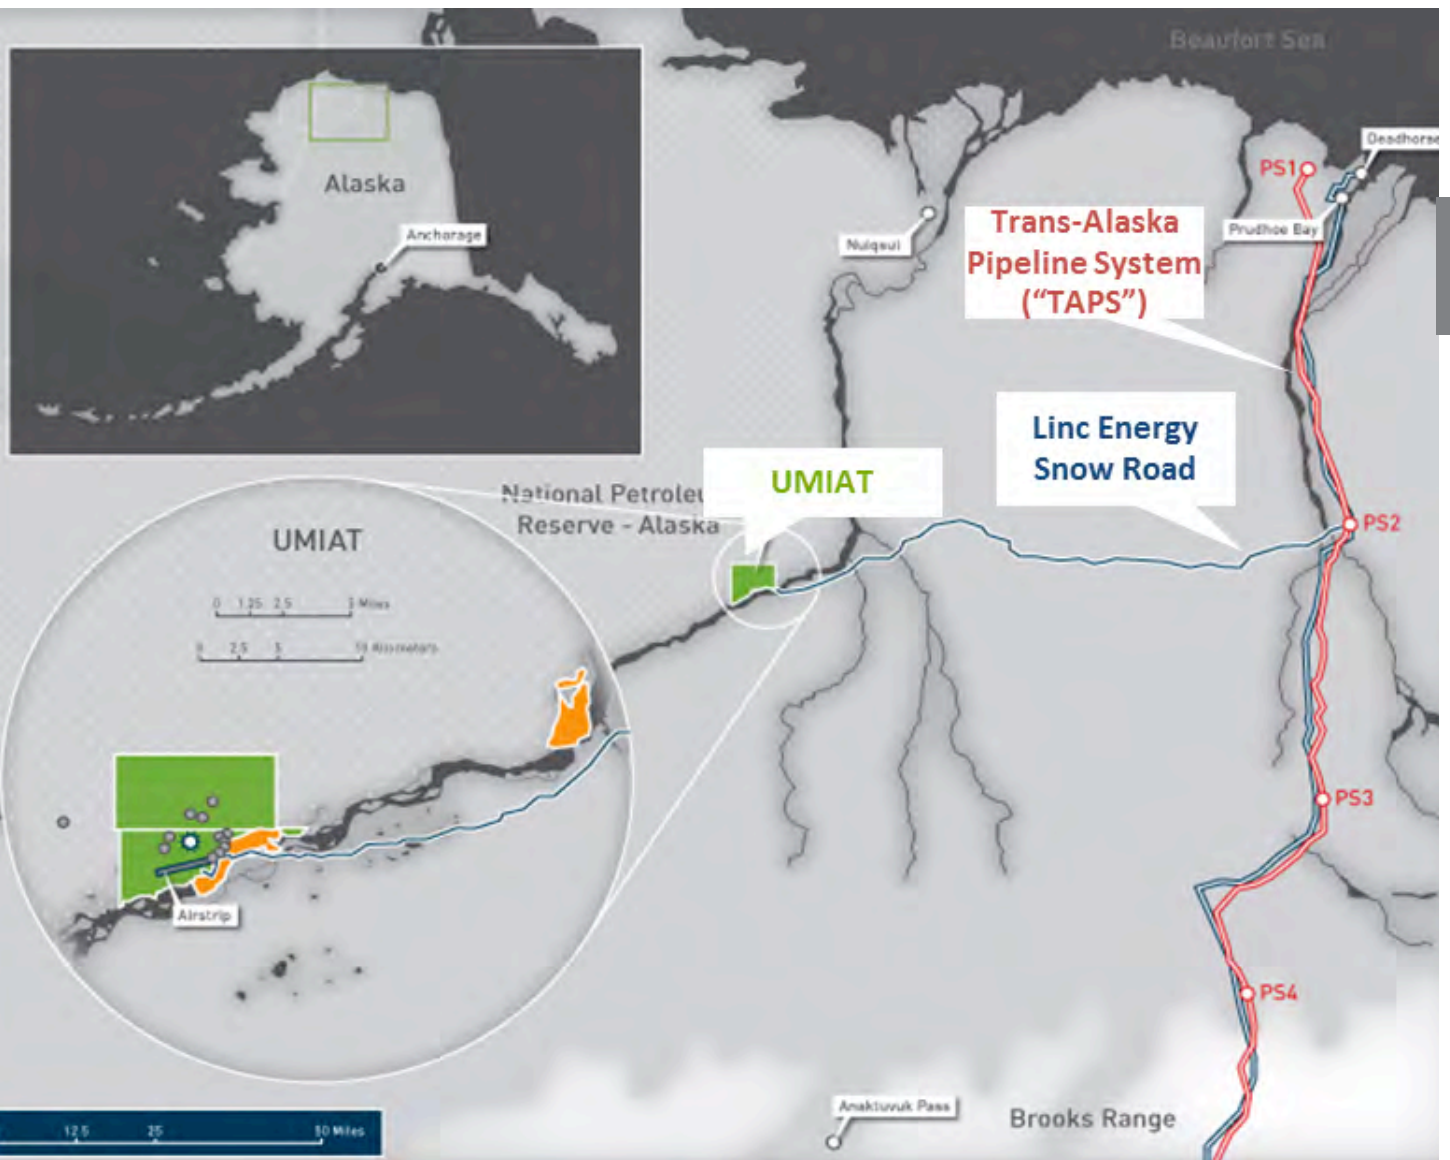 Beaufort Sea
Deadhorse
PS1
Alaska
Trans-Alaska
Pipeline System
(“TAPS”)
Prudhoe Bay
Anchorage
Nuiqsut
Linc Energy
Snow Road
UMIAT
National Petroleu
Reserve - Alaska
PS2
UMIAT
0 1.25 2.5 5 Miles
0 2.5 5 10 Kilometers
PS3
Airstrip
PS4
Anaktuvuk Pass
Brooks Range
12.5 25 50 Miles